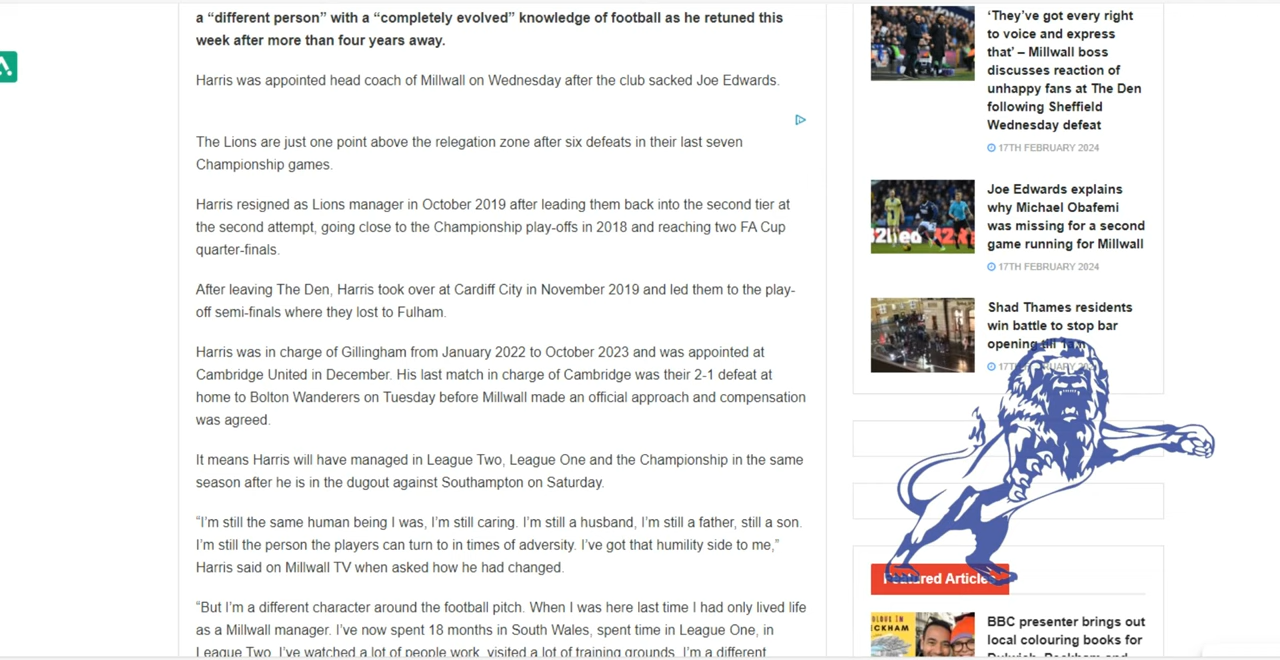 a “different person” with a “completely evolved” knowledge of football as he retuned this
week after more than four years away.
Harris was appointed head coach of Millwall on Wednesday after the club sacked Joe Edwards.
The Lions are just one point above the relegation zone after six defeats in their last seven
Championship games.
Harris resigned as Lions manager in October 2019 after leading them back into the second tier at
the second attempt, going close to the Championship play-offs in 2018 and reaching two FA Cup
quarter-finals.
After leaving The Den, Harris took over at Cardiff City in November 2019 and led them to the play-
off semi-finals where they lost to Fulham.
Harris was in charge of Gillingham from January 2022 to October 2023 and was appointed at
Cambridge United in December. His last match in charge of Cambridge was their 2-1 defeat at
home to Bolton Wanderers on Tuesday before Millwall made an official approach and compensation
was agreed.
It means Harris will have managed in League Two, League One and the Championship in the same
season after he is in the dugout against Southampton on Saturday.
“I’m still the same human being I was, I’m still caring. I’m still a husband, I’m still a father, still a son.
I’m still the person the players can turn to in times of adversity. I’ve got that humility side to me,”
Harris said on Millwall TV when asked how he had changed.
“But I’m a different character around the football pitch. When I was here last time I had only lived life
as a Millwall manager. I’ve now spent 18 months in South Wales, spent time in League One, in
League Two. I’ve watched a lot of people work, visited a lot of training grounds. I’m a different
‘They’ve got every right
to voice and express
that’ – Millwall boss
discusses reaction of
unhappy fans at The Den
following Sheffield
Wednesday defeat
17TH FEBRUARY 2024
Joe Edwards explains
why Michael Obafemi
was missing for a second
game running for Millwall
17TH FEBRUARY 2024
Shad Thames residents
win battle to stop bar
opening till
Featured Articles
BBC presenter brings out
local colouring books for
Dulwich, Peckham and